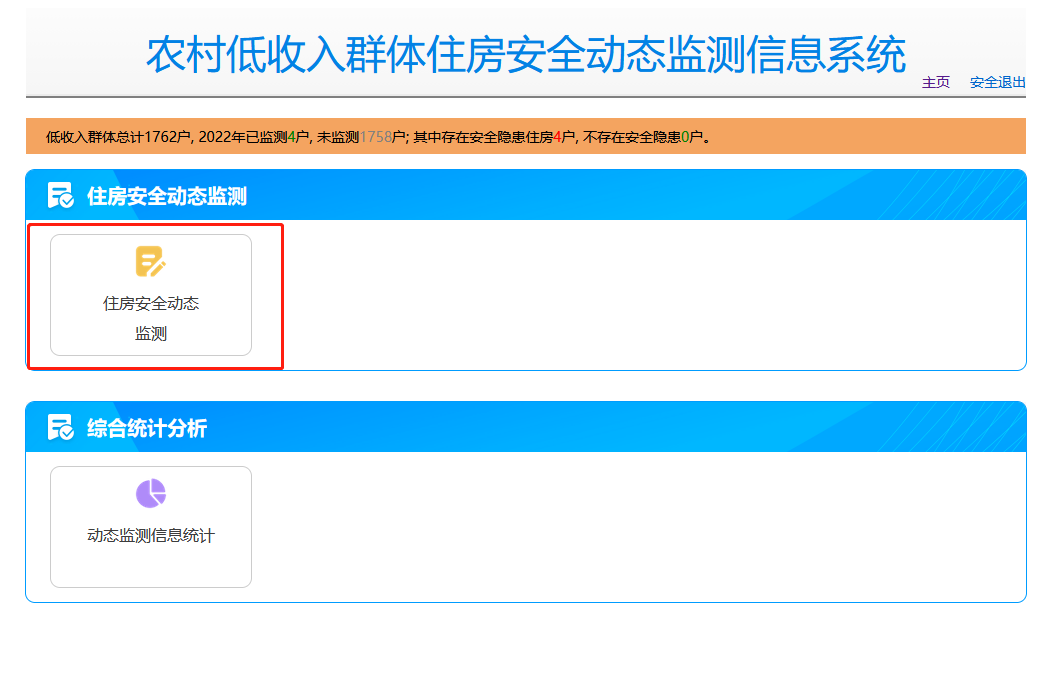 农村低收入群体住房安全动态监测信息系统
主页 安全退出
低收入群体总计1762户, 2022年已监测4户, 未监测1758户; 其中存在安全隐患住房4户, 不存在安全隐患0户。
住房安全动态监测
住房安全动态
监测
综合统计分析
动态监测信息统计